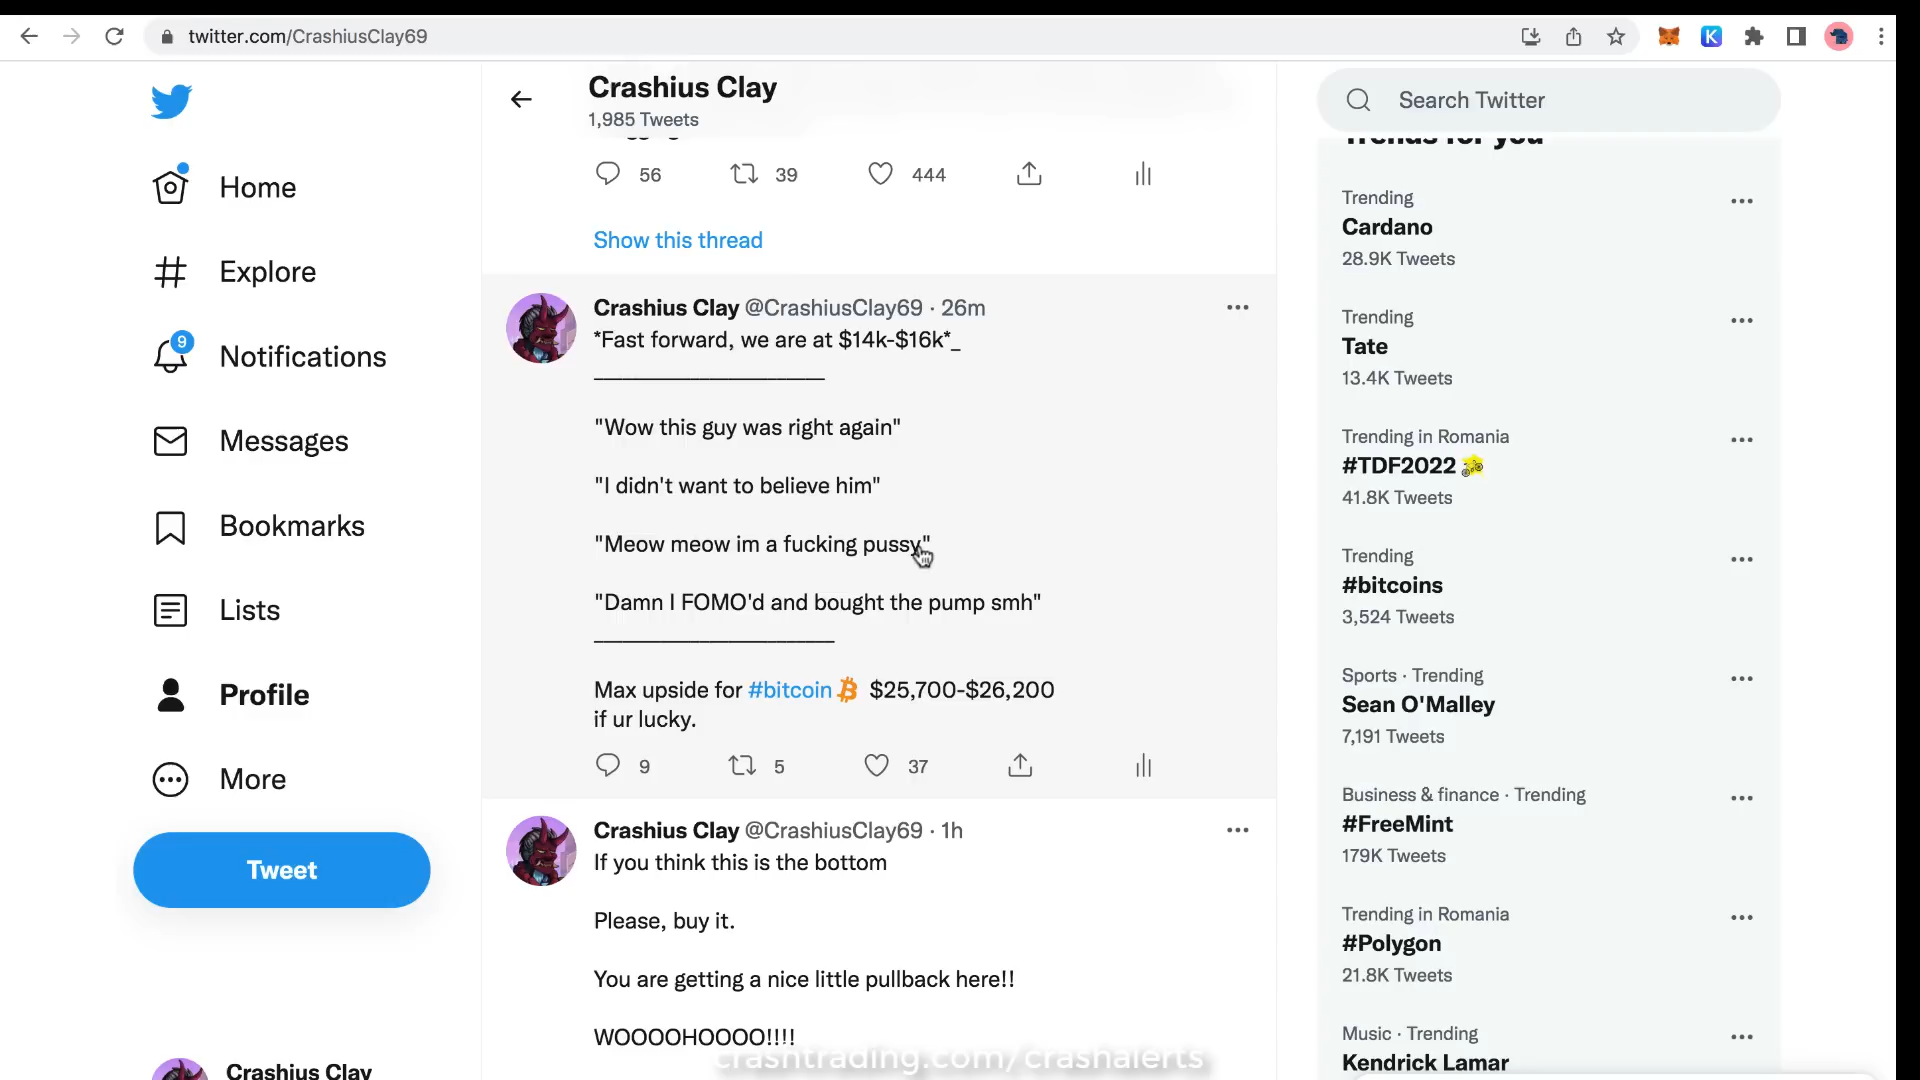 twitter.com/CrashiusClay69
K
Crashius Clay
1,985 Tweets
Search Twitter
Home
Explore
9
Notifications
Messages
Bookmarks
Lists
Profile
More
Tweet
Crashius Clay
56 39 444
Show this thread
Crashius Clay @CrashiusClay69 · 26m
*Fast forward, we are at $14k-$16k*_
_____________________
"Wow this guy was right again"
"I didn't want to believe him"
"Meow meow im a fucking pussy"
"Damn I FOMO'd and bought the pump smh"
______________________
Max upside for #bitcoin $25,700-$26,200
if ur lucky.
9 5 37
Crashius Clay @CrashiusClay69 · 1h
If you think this is the bottom
Please, buy it.
You are getting a nice little pullback here!!
WOOOOHOOOO!!!!
crashtrading.com/crashalerts
Trends for you
Trending
Cardano
28.9K Tweets
Trending
Tate
13.4K Tweets
Trending in Romania
#TDF2022
41.8K Tweets
Trending
#bitcoins
3,524 Tweets
Sports · Trending
Sean O'Malley
7,191 Tweets
Business & finance · Trending
#FreeMint
179K Tweets
Trending in Romania
#Polygon
21.8K Tweets
Music · Trending
Kendrick Lamar